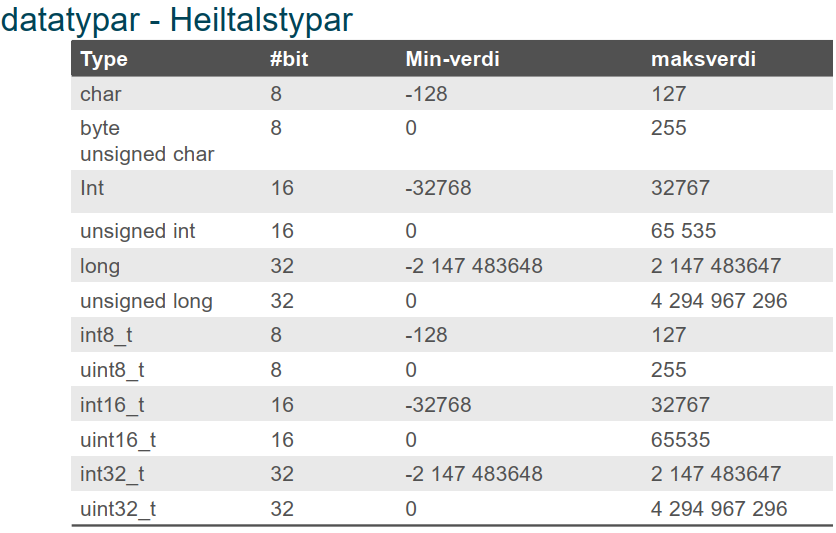 datatypar - Heiltalstypar
Type #bit Min-verdi maksverdi
char 8 -128 127
byte 8 0 255
unsigned char
Int 16 -32768 32767
unsigned int 16 0 65 535
long 32 -2 147 483648 2 147 483647
unsigned long 32 0 4 294 967 296
int8_t 8 -128 127
uint8_t 8 0 255
int16_t 16 -32768 32767
uint16_t 16 0 65535
int32_t 32 -2 147 483648 2 147 483647
uint32_t 32 0 4 294 967 296